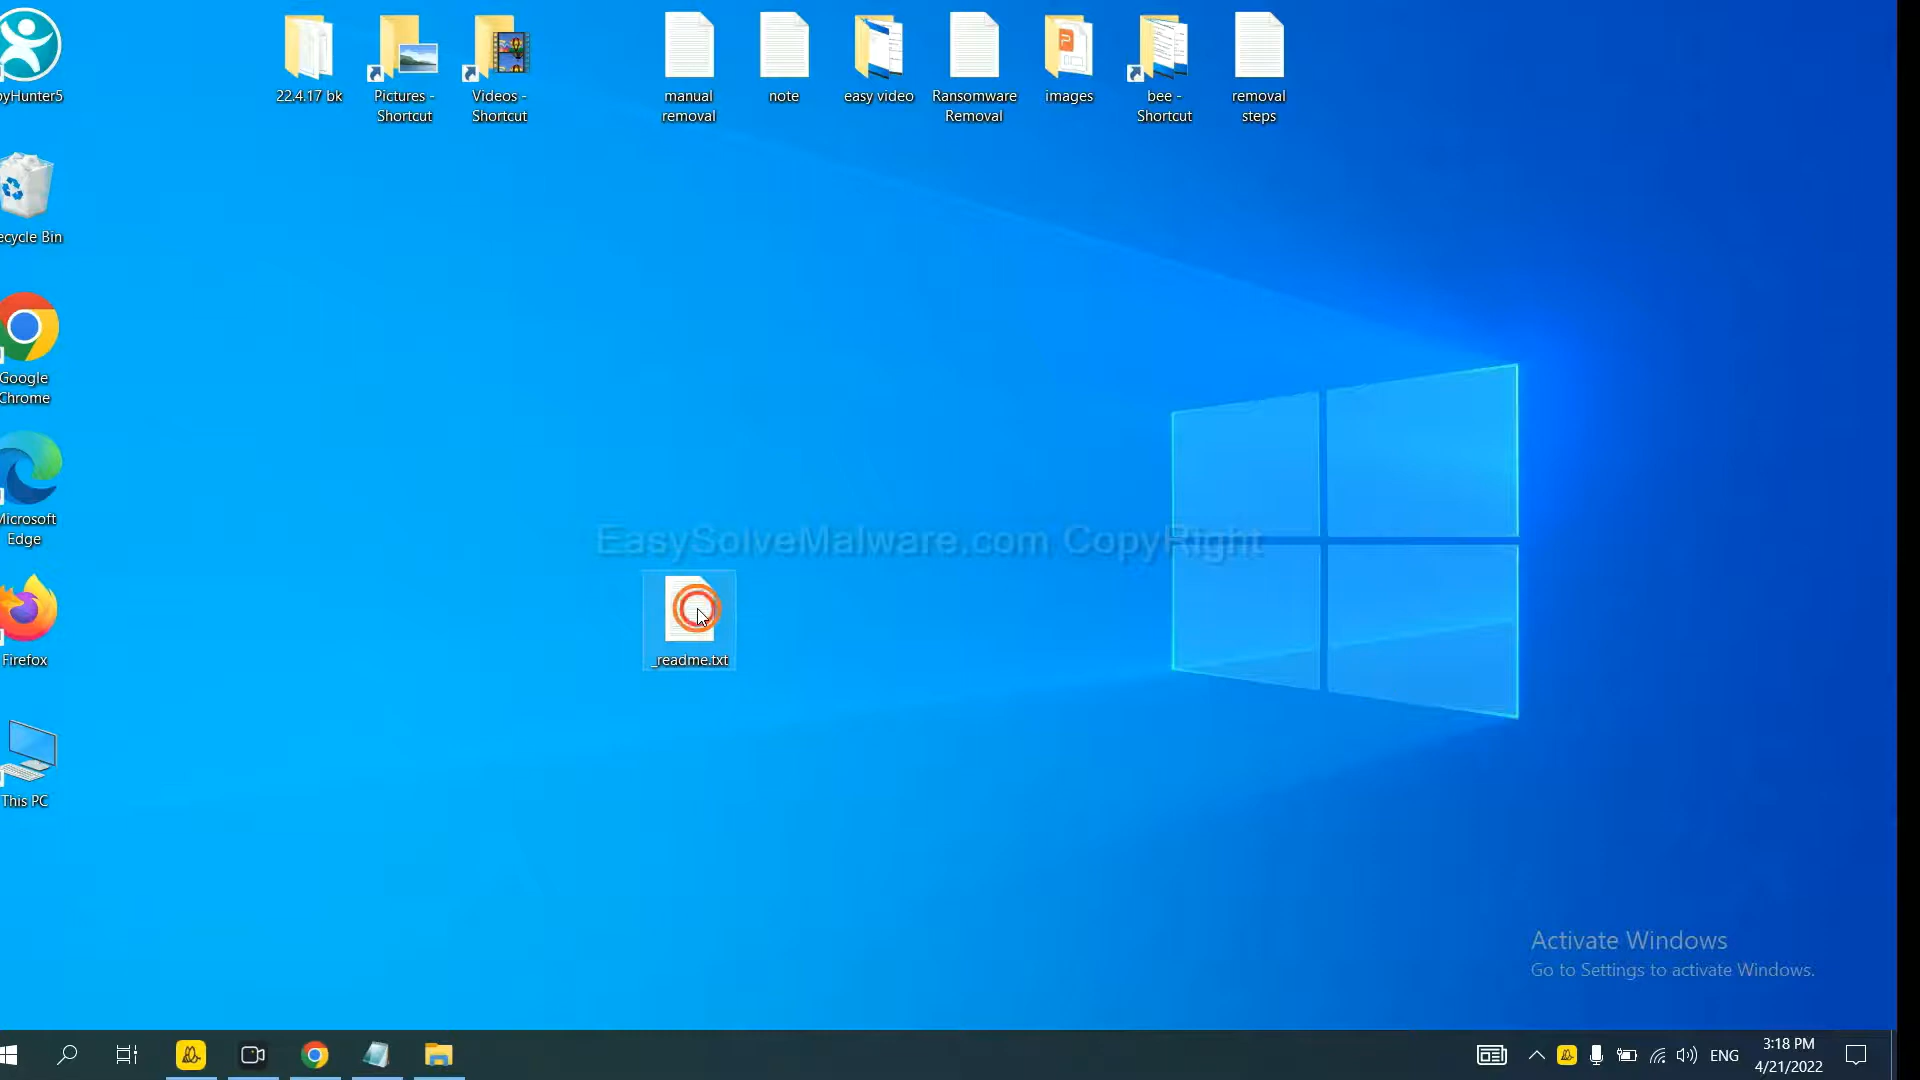 22.4.17 bk
Pictures -
Shortcut
Videos -
Shortcut
manual
removal
note
easy video
Ransomware
Removal
images
bee -
Shortcut
removal
steps
pyHunter5
ecycle Bin
Google
Chrome
Microsoft
Edge
Firefox
This PC
EasySolveMalware.com CopyRight
_readme.txt
Activate Windows
Go to Settings to activate Windows.
ENG
3:18 PM
4/21/2022